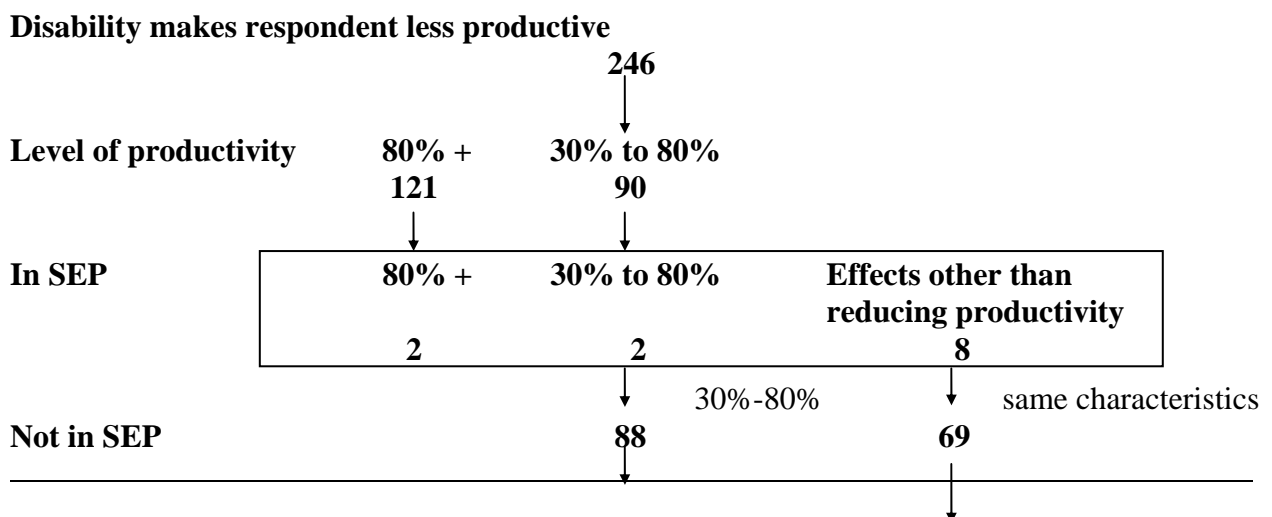 Disability makes respondent less productive
246
Level of productivity 80% + 30% to 80%
121 90
In SEP 80% + 30% to 80% Effects other than
reducing productivity
2 2 8
30%-80% same characteristics
Not in SEP 88 69